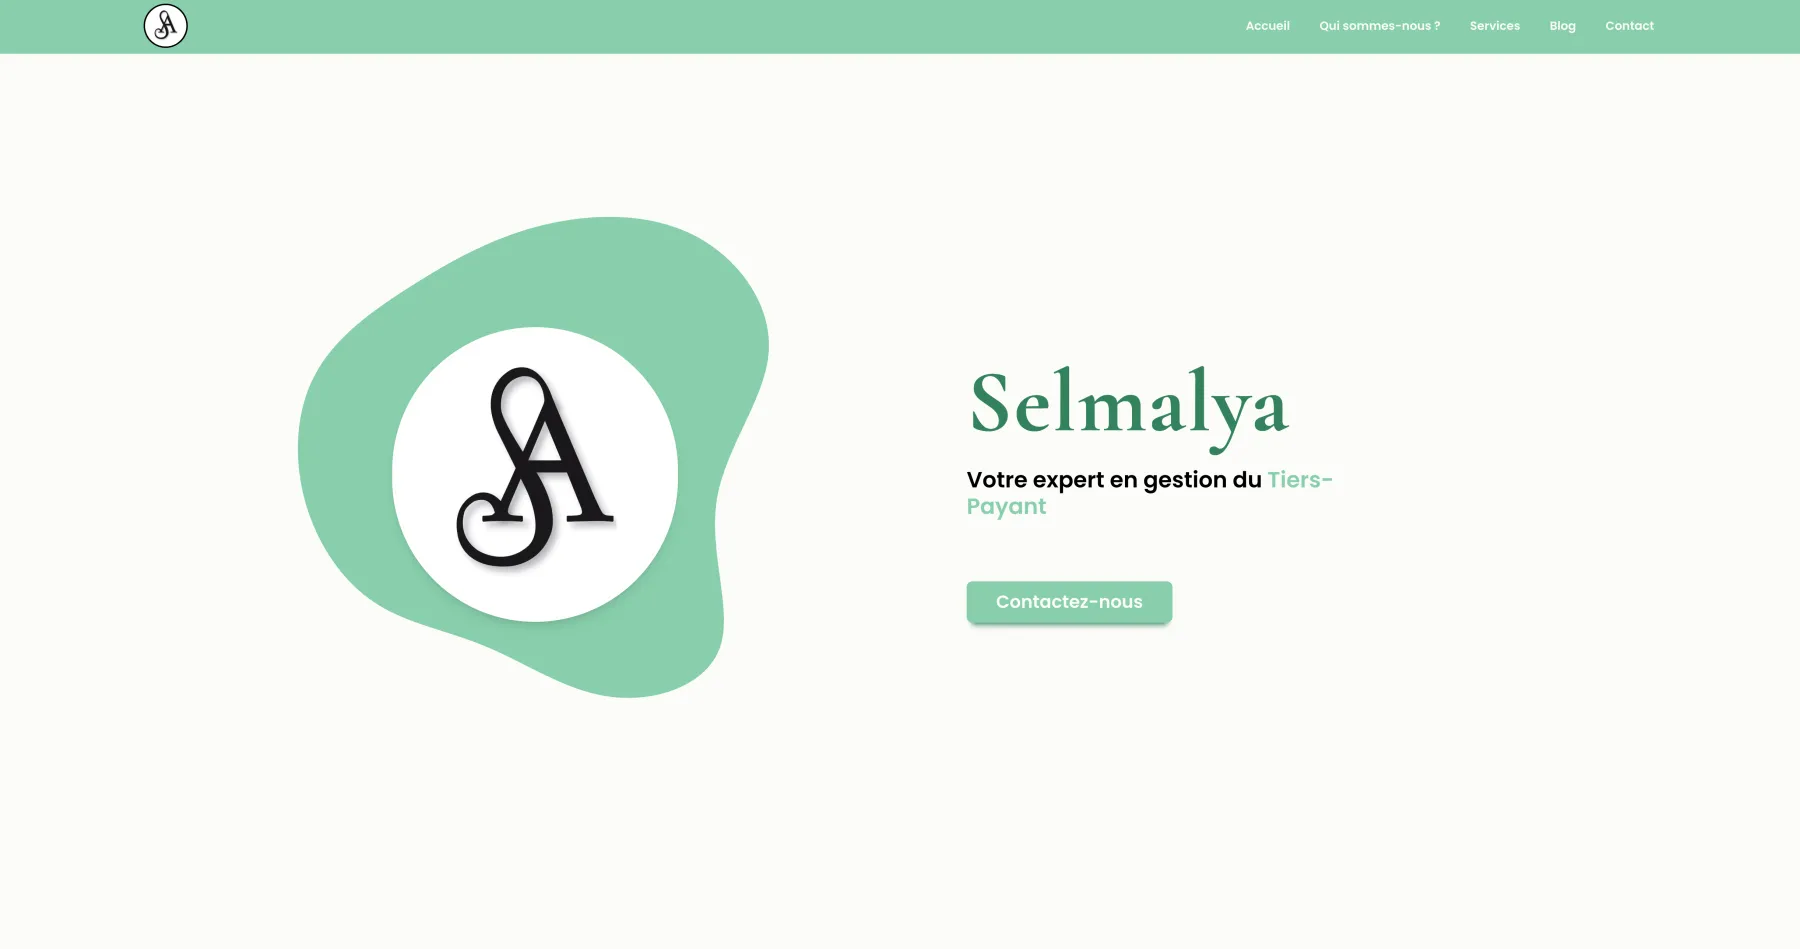 Accueil Qui sommes-nous ? Services Blog Contact
Selmalya
Votre expert en gestion du Tiers-
Payant
Contactez-nous